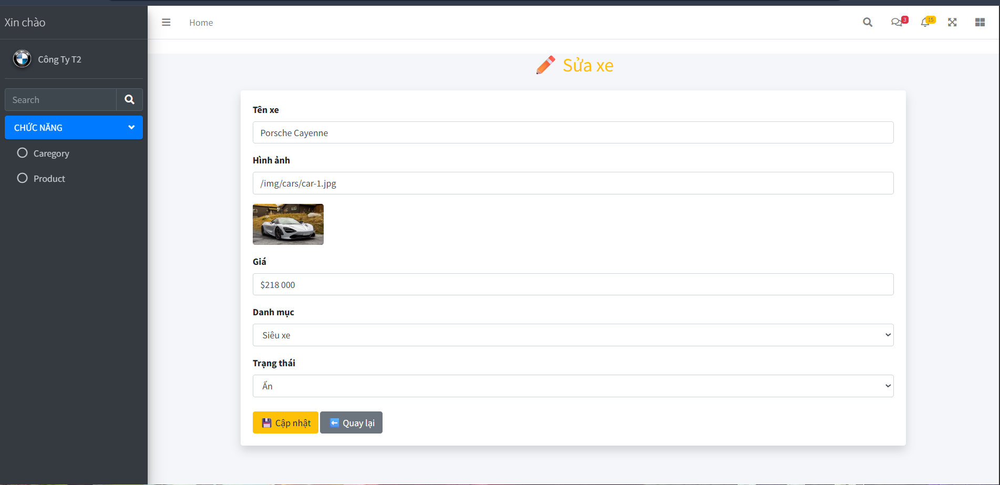 Xin chào
Home
3
15
Công Ty T2
Search
CHỨC NĂNG
Caregory
Product
Sửa xe
Tên xe
Porsche Cayenne
Hình ảnh
/img/cars/car-1.jpg
Giá
$218 000
Danh mục
Siêu xe
Trạng thái
Ẩn
Cập nhật
Quay lại